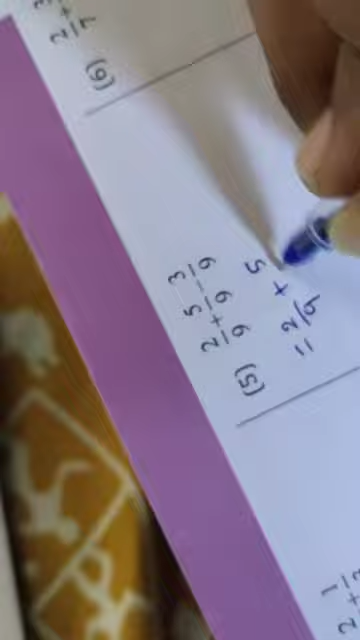 (5) 2/9 + 5/9 - 3/9
= 2/9 + 5
(6) 2/7 +